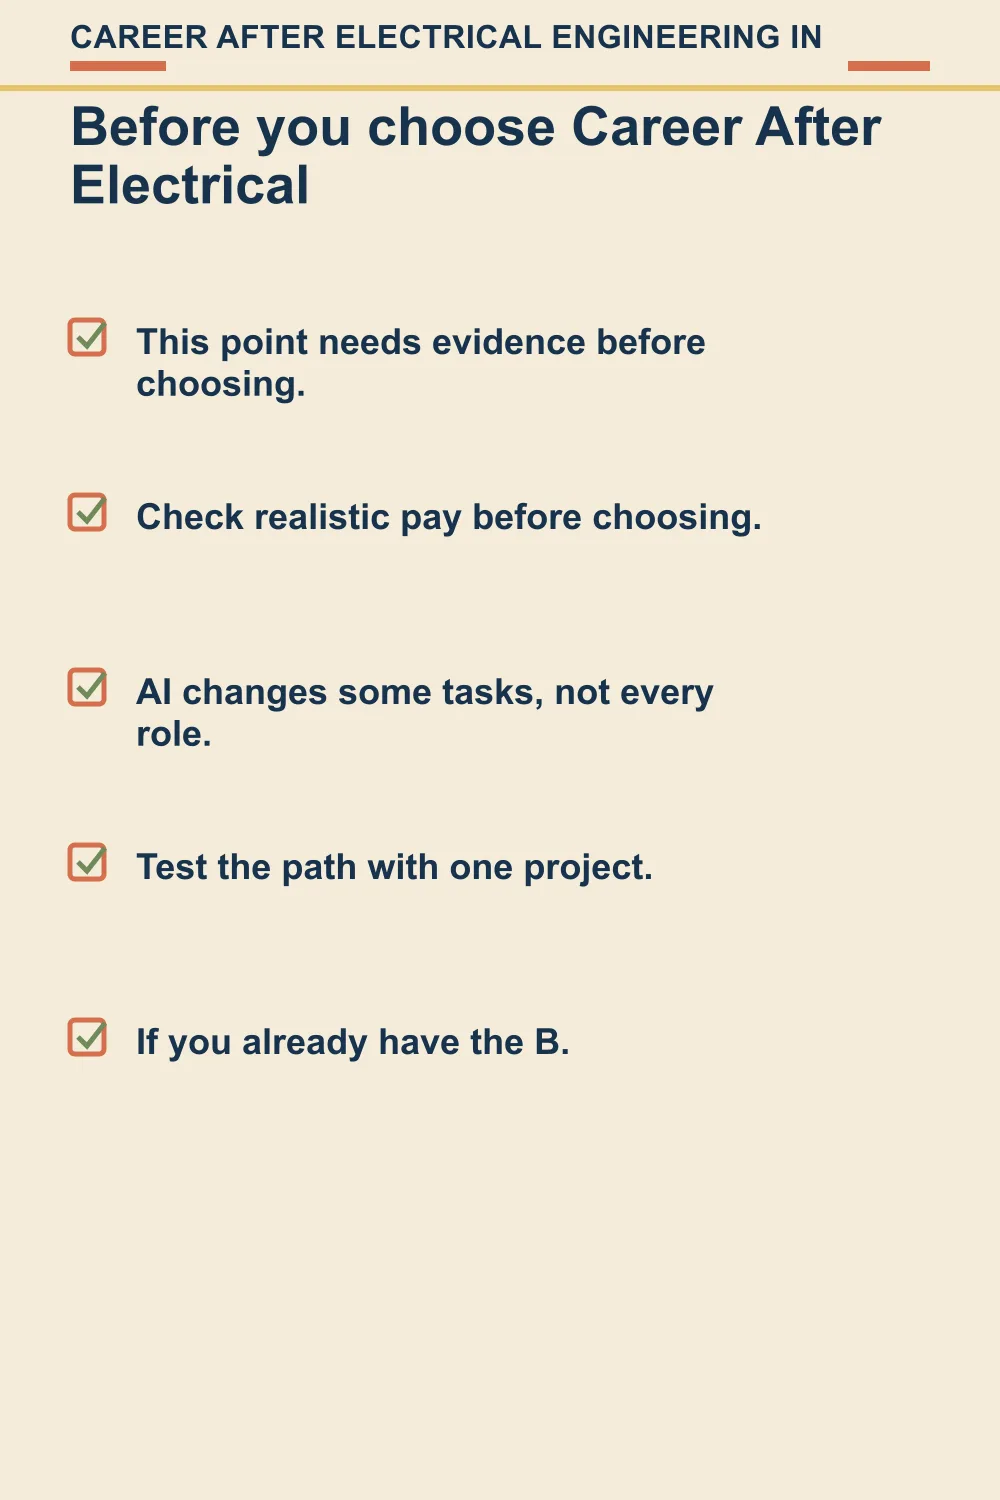 CAREER AFTER ELECTRICAL ENGINEERING IN
Before you choose Career After
Electrical
This point needs evidence before
choosing.
Check realistic pay before choosing.
AI changes some tasks, not every
role.
Test the path with one project.
If you already have the B.